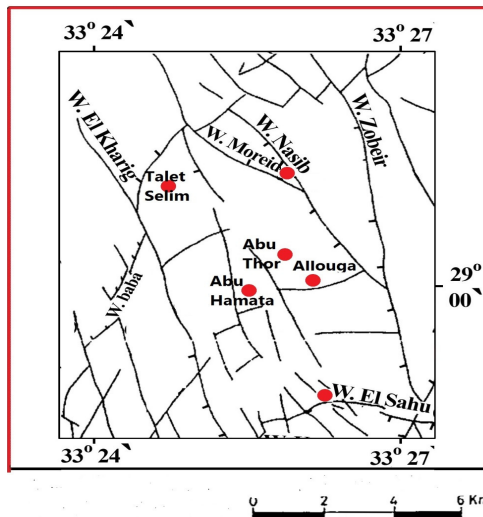 33° 24` 33° 27`
W. El Kharig
W. Moreid
W. Nasib
W. Zobeir
Talet
Selim
Abu
Thor
Allouga
Abu
Hamata
W. baba
29°
00`
W. El Sahu
33° 24` 33° 27`
0 2 4 6 Km